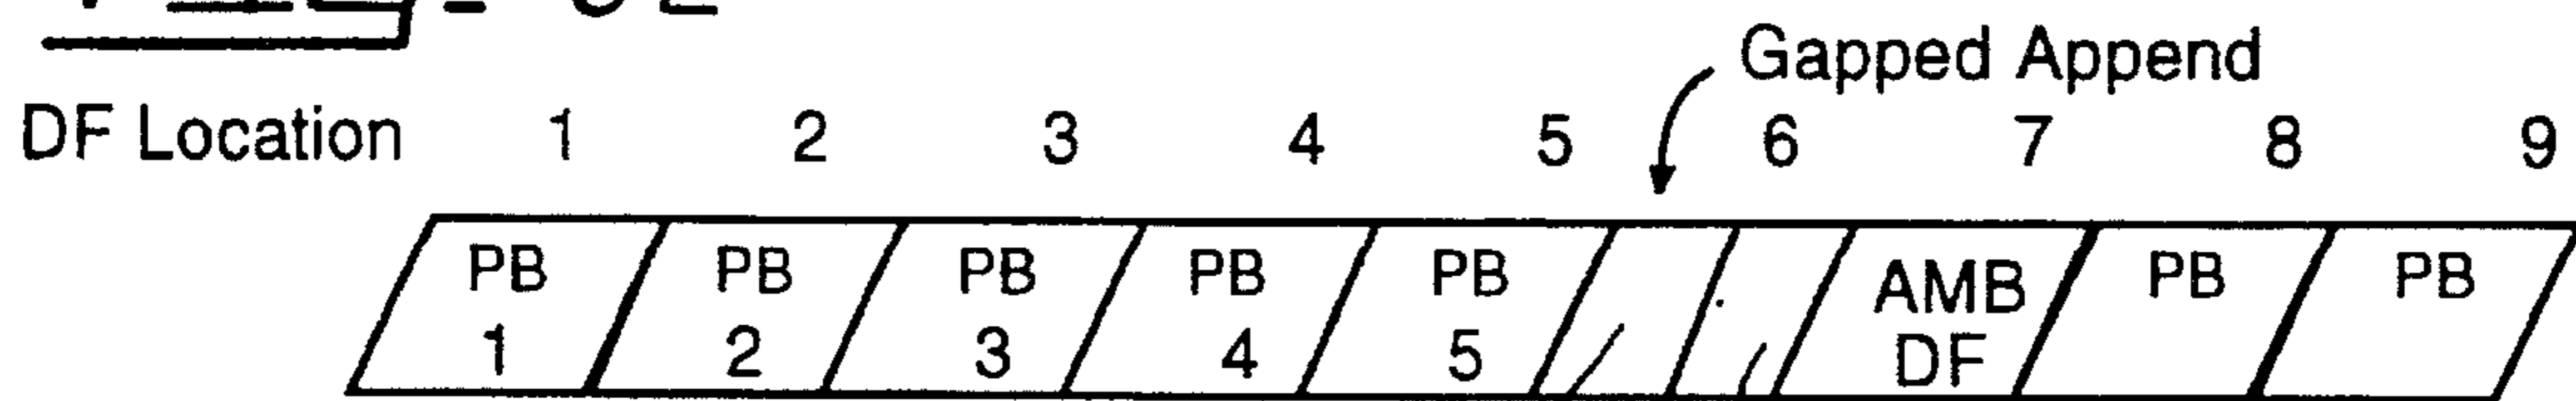 Gapped Append
DF Location 1 2 3 4 5 6 7 8 9
PB PB PB PB PB AMB PB PB
1 2 3 4 5 DF